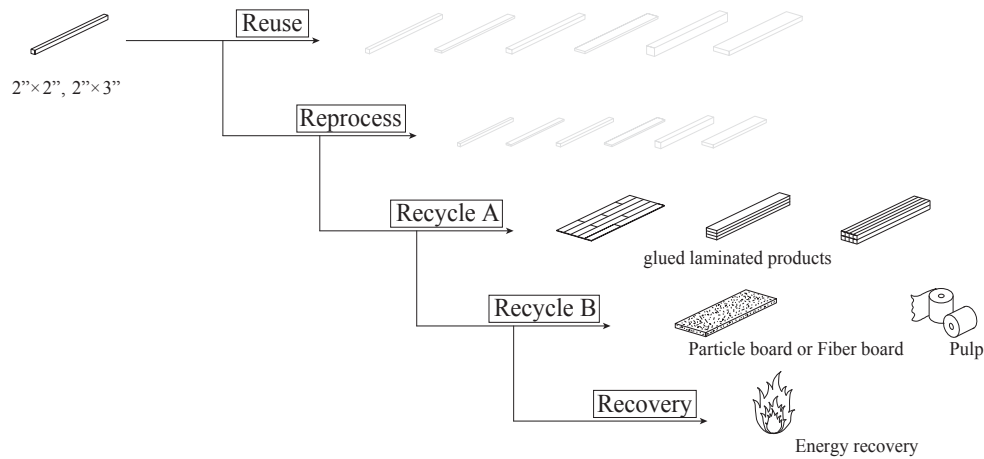 Reuse
2”×2”, 2”×3”
Reprocess
Recycle A
glued laminated products
Recycle B
Particle board or Fiber board
Pulp
Recovery
Energy recovery